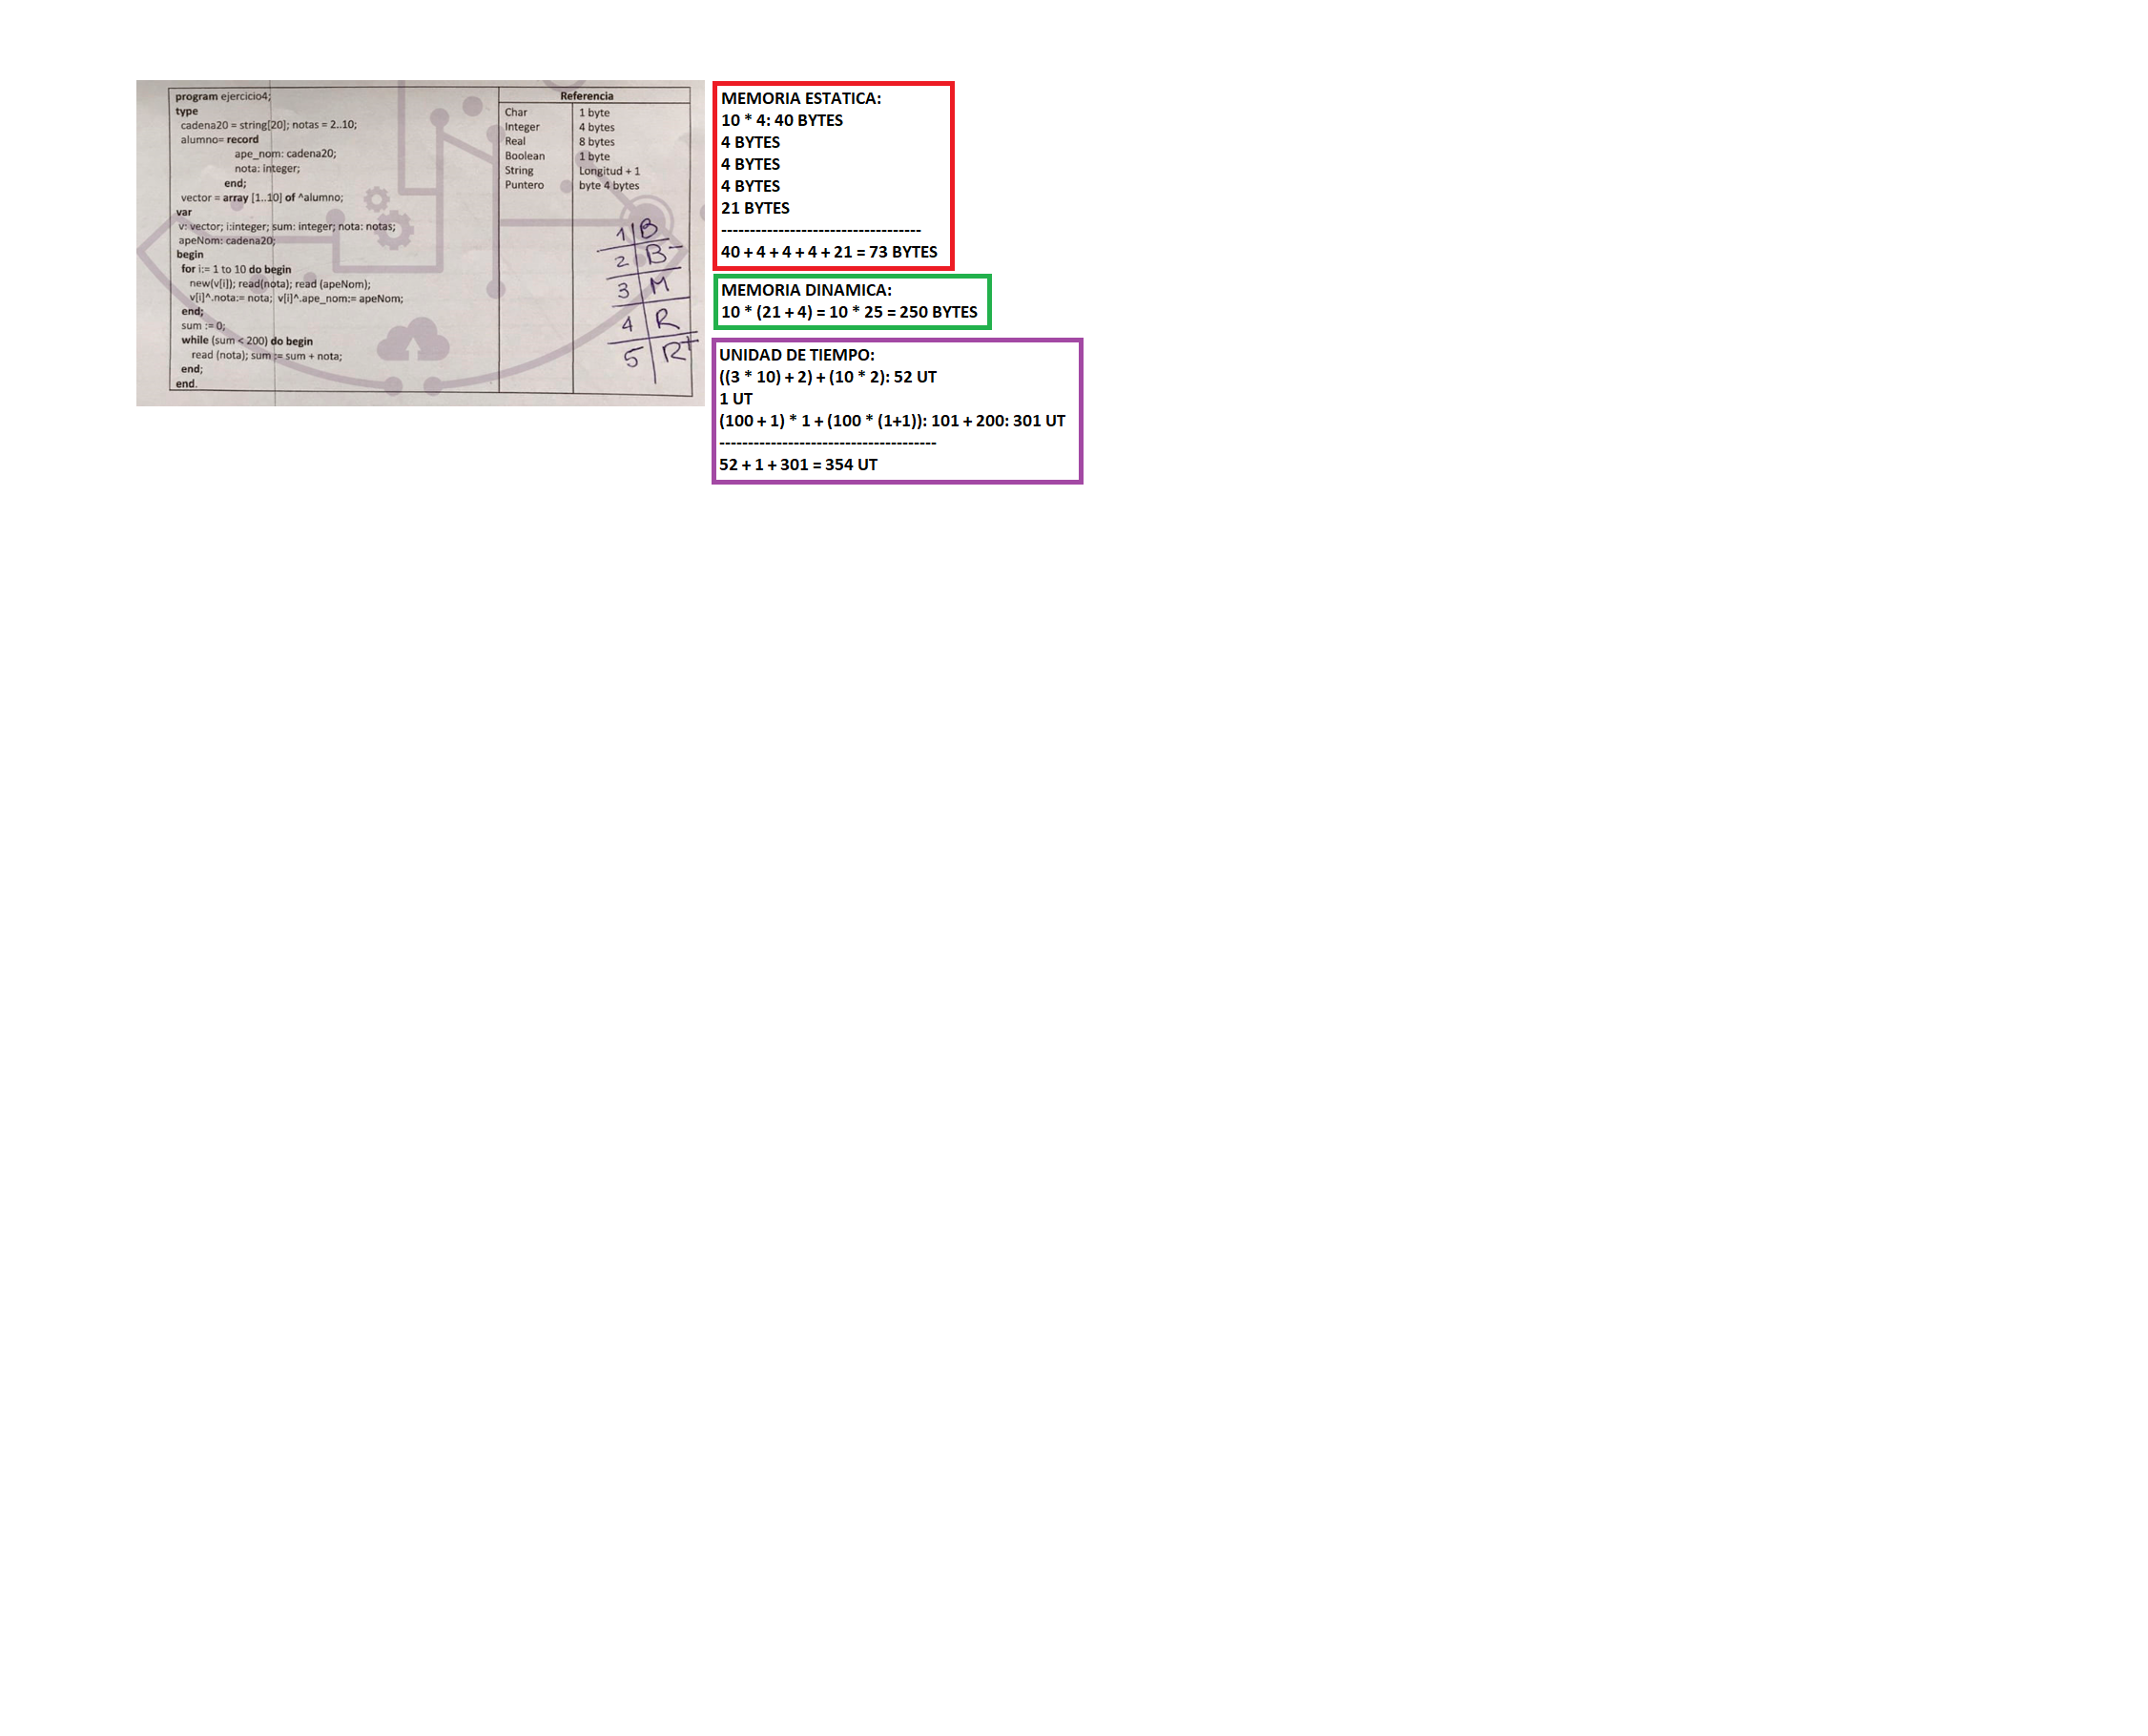 program ejercicio4;
type
cadena20 = string[20]; notas = 2..10;
alumno= record
ape_nom: cadena20;
nota: integer;
end;
vector = array [1..10] of ^alumno;
var
v: vector; i:integer; sum: integer; nota: notas;
apeNom: cadena20;
begin
for i:= 1 to 10 do begin
new(v[i]); read(nota); read (apeNom);
v[i]^.nota:= nota; v[i]^.ape_nom:= apeNom;
end;
sum := 0;
while (sum < 200) do begin
read (nota); sum := sum + nota;
end;
end.
Referencia
Char 1 byte
Integer 4 bytes
Real 8 bytes
Boolean 1 byte
String Longitud + 1
Puntero byte 4 bytes
1 B
2 B-
3 M
4 R
5 R+
MEMORIA ESTATICA:
10 * 4: 40 BYTES
4 BYTES
4 BYTES
4 BYTES
21 BYTES
-----------------------------------
40 + 4 + 4 + 4 + 21 = 73 BYTES
MEMORIA DINAMICA:
10 * (21 + 4) = 10 * 25 = 250 BYTES
UNIDAD DE TIEMPO:
((3 * 10) + 2) + (10 * 2): 52 UT
1 UT
(100 + 1) * 1 + (100 * (1+1)): 101 + 200: 301 UT
--------------------------------------
52 + 1 + 301 = 354 UT